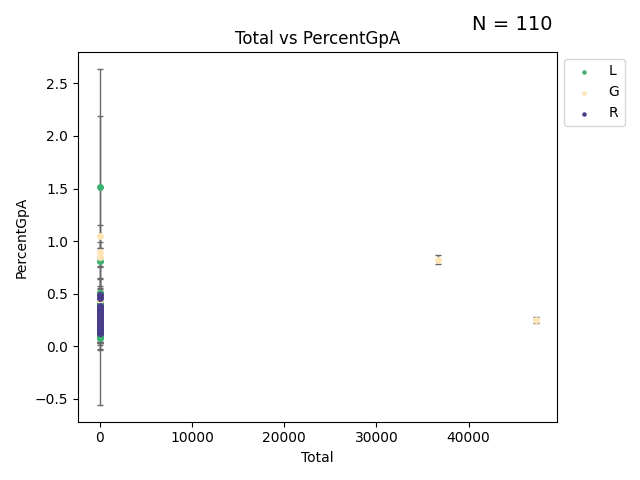 N = 110
Total vs PercentGpA
L
G
R
2.5
2.0
1.5
1.0
0.5
0.0
−0.5
PercentGpA
0 10000 20000 30000 40000
Total